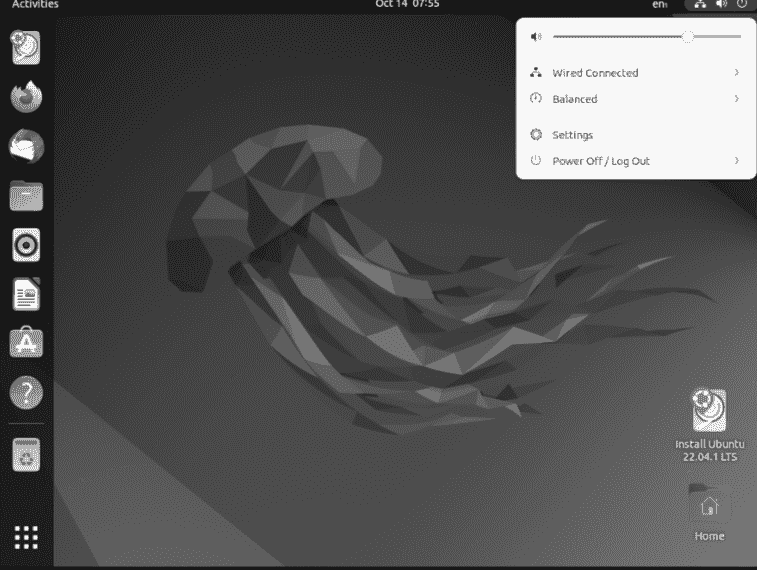 Activities
Oct 14 07:55
en₁
Wired Connected
Balanced
Settings
Power Off / Log Out
Install Ubuntu
22.04.1 LTS
Home